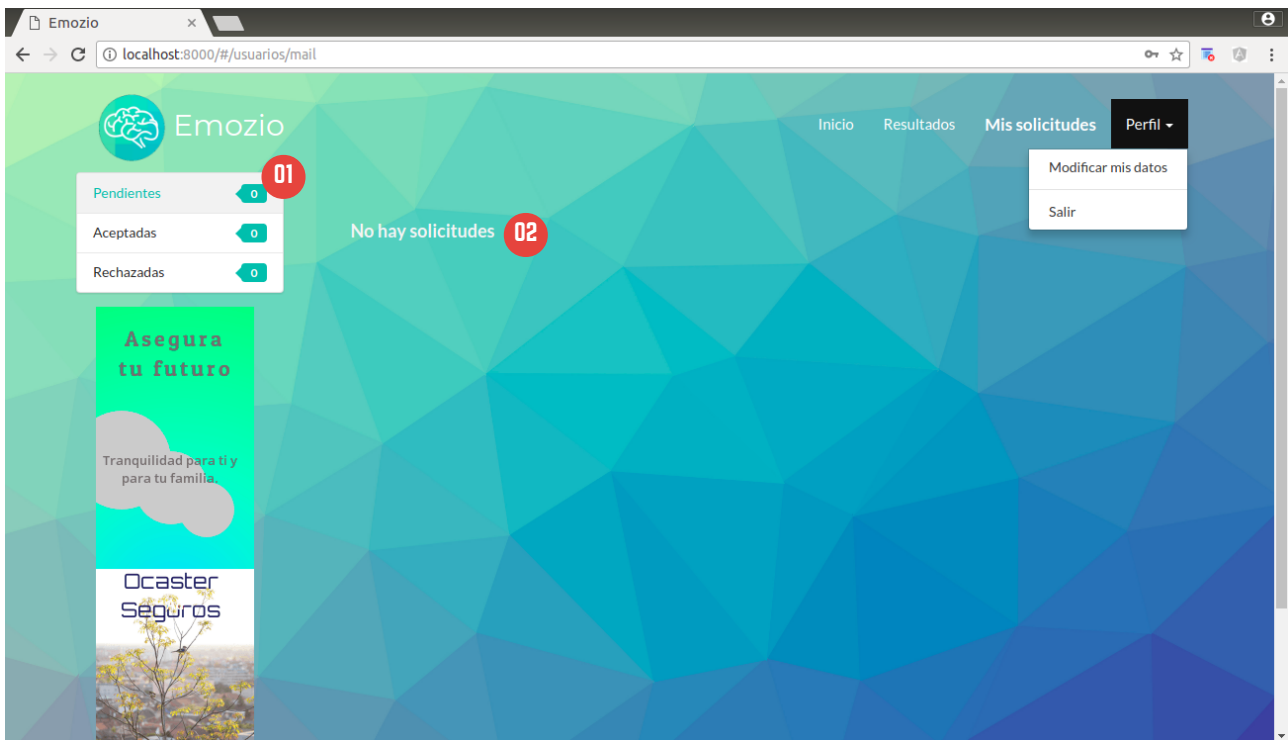 Emozio
localhost:8000/#/usuarios/mail
Emozio
Inicio Resultados Mis solicitudes Perfil
Modificar mis datos
Salir
Pendientes 0
01
Aceptadas 0
Rechazadas 0
No hay solicitudes 02
Asegura
tu futuro
Tranquilidad para ti y
para tu familia.
Ocaster
Seguros